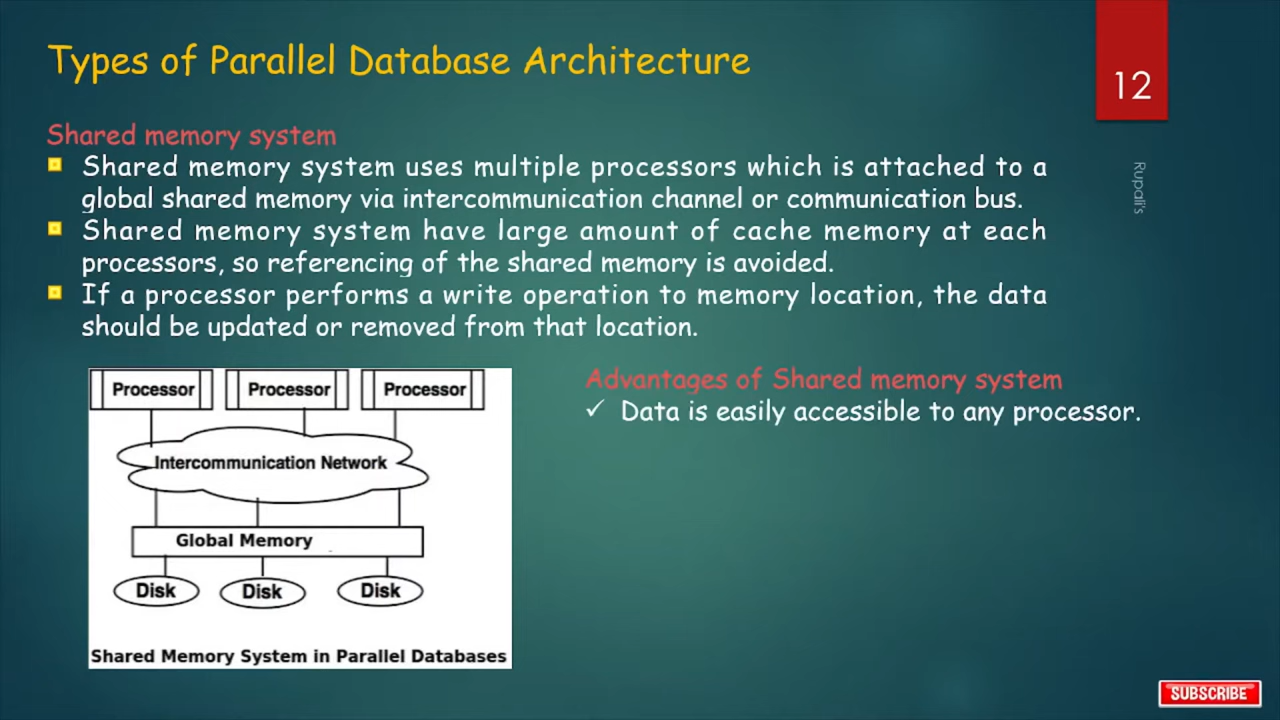 Types of Parallel Database Architecture
12
Shared memory system
Shared memory system uses multiple processors which is attached to a
global shared memory via intercommunication channel or communication bus.
Shared memory system have large amount of cache memory at each
processors, so referencing of the shared memory is avoided.
If a processor performs a write operation to memory location, the data
should be updated or removed from that location.
Rupali's
Processor Processor Processor
Intercommunication Network
Global Memory
Disk Disk Disk
Shared Memory System in Parallel Databases
Advantages of Shared memory system
Data is easily accessible to any processor.
SUBSCRIBE